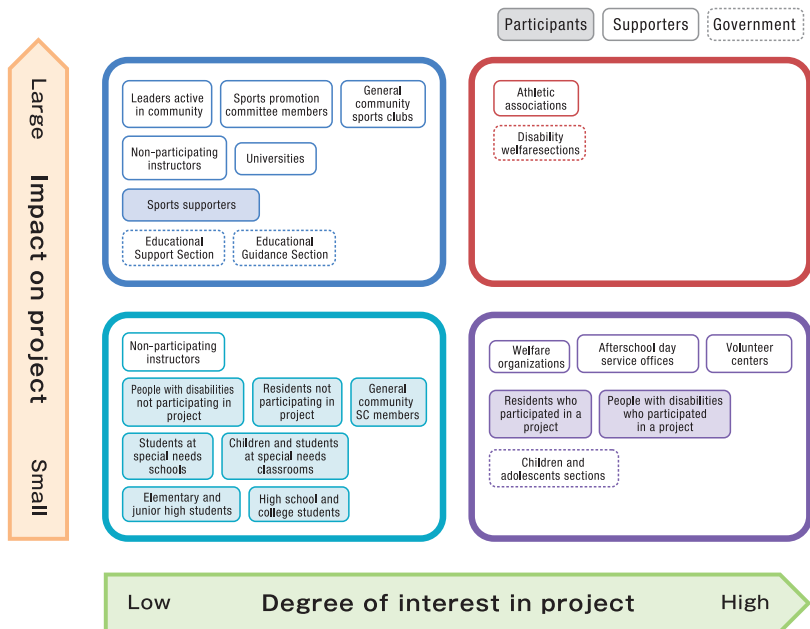 Participants
Supporters
Government
Large
Impact on project
Small
Leaders active
in community
Sports promotion
committee members
General
community
sports clubs
Non-participating
instructors
Universities
Sports supporters
Educational
Support Section
Educational
Guidance Section
Athletic
associations
Disability
welfaresections
Non-participating
instructors
People with disabilities
not participating in
project
Residents not
participating in
project
General
community
SC members
Students at
special needs
schools
Children and students
at special needs
classrooms
Elementary and
junior high students
High school and
college students
Welfare
organizations
Afterschool day
service offices
Volunteer
centers
Residents who
participated in a
project
People with disabilities
who participated
in a project
Children and
adolescents sections
Low
Degree of interest in project
High